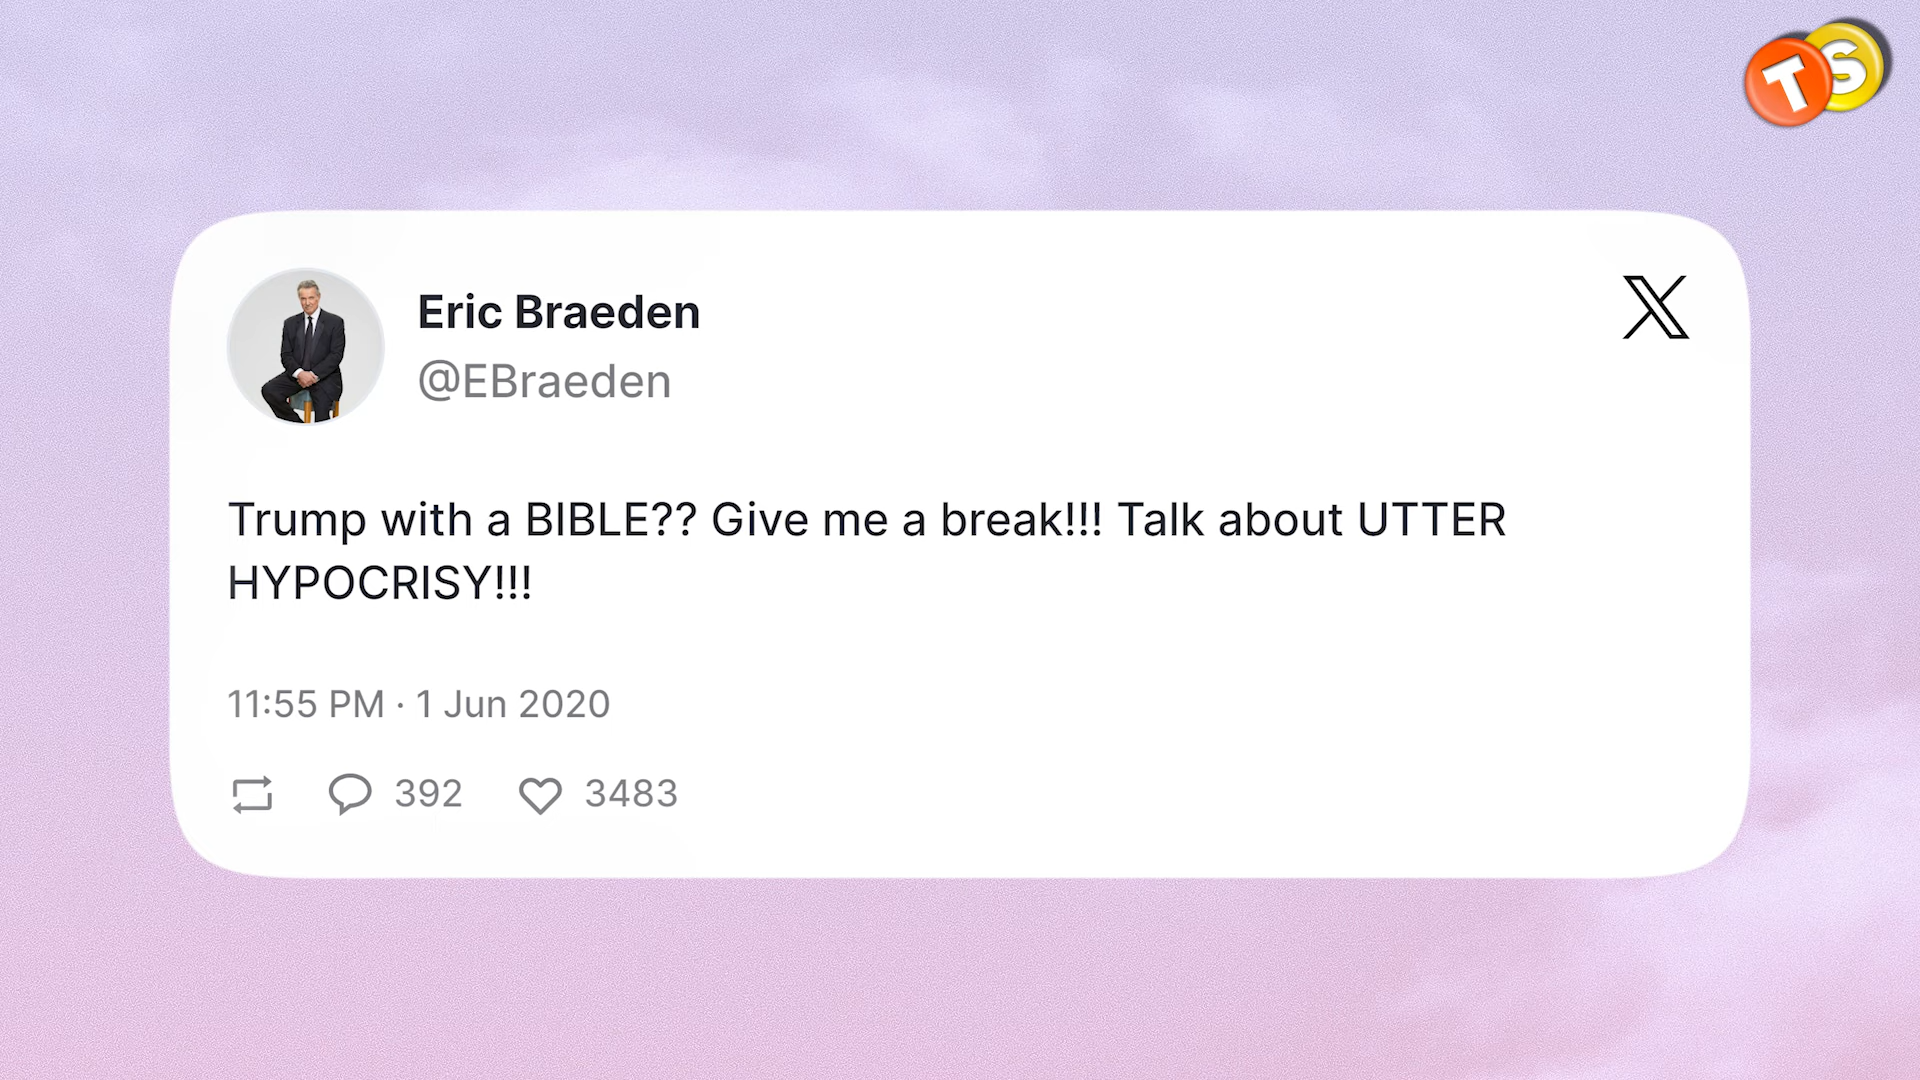 TS
Eric Braeden
@EBraeden
Trump with a BIBLE?? Give me a break!!! Talk about UTTER
HYPOCRISY!!!
11:55 PM · 1 Jun 2020
392 3483